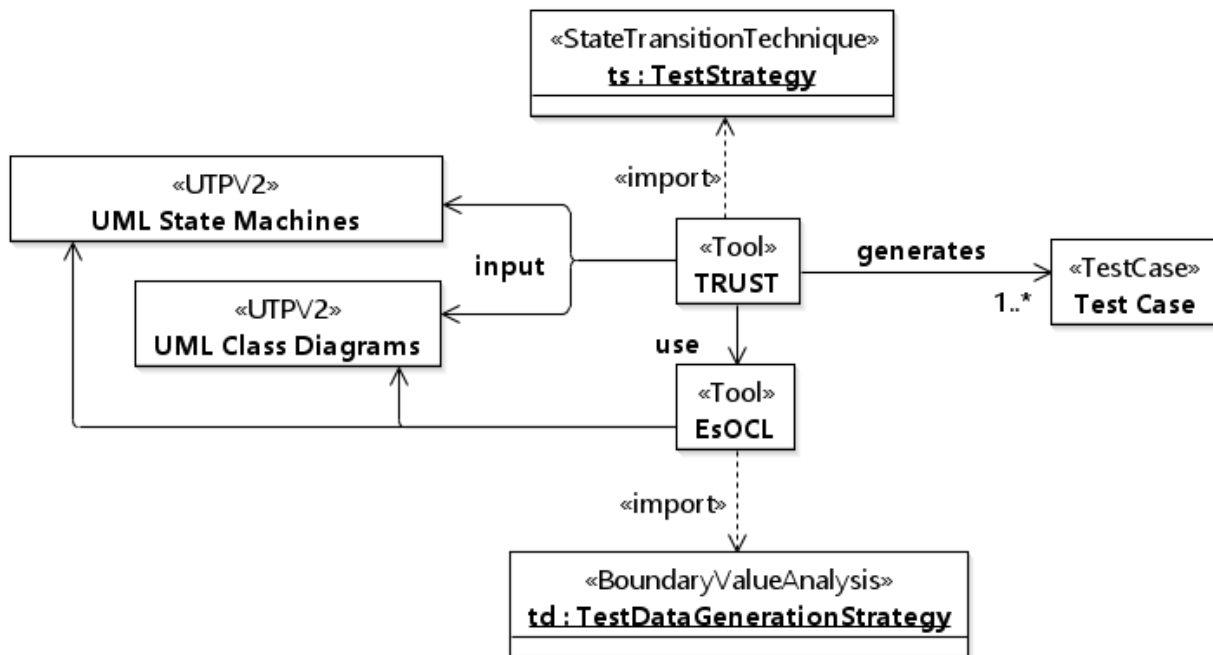 «StateTransitionTechnique»
ts : TestStrategy
«import»
«UTPV2»
UML State Machines
«Tool»
TRUST
generates
1..*
«TestCase»
Test Case
input
«UTPV2»
UML Class Diagrams
use
«Tool»
EsOCL
«import»
«BoundaryValueAnalysis»
td : TestDataGenerationStrategy